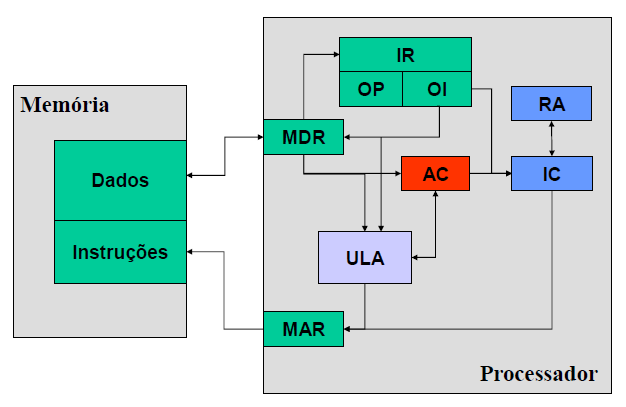 Memória
Dados
Instruções
IR
OP
OI
MDR
RA
AC
IC
ULA
MAR
Processador